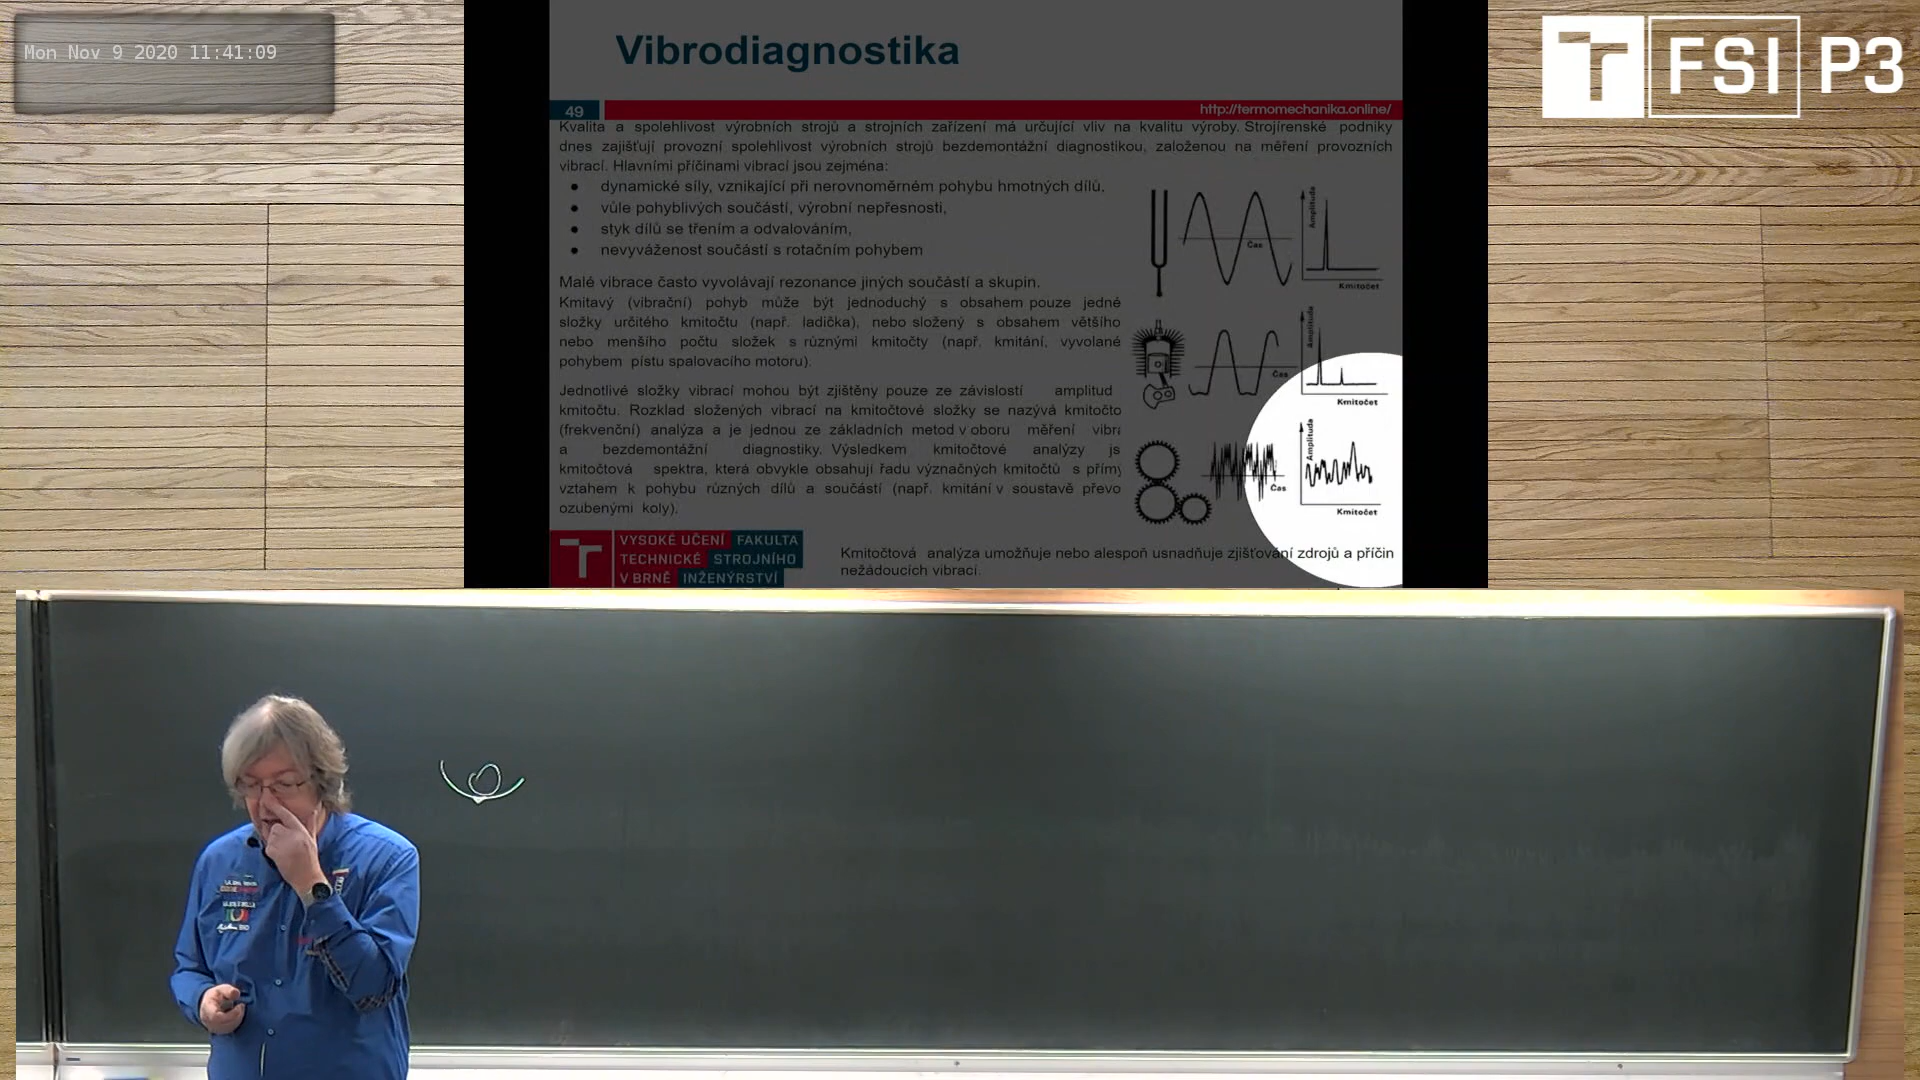 Mon Nov 9 2020 11:41:09
Vibrodiagnostika
FSI P3
49
http://termomechanika.online/
Kvalita a spolehlivost výrobních strojů a strojních zařízení má určující vliv na kvalitu výroby. Strojírenské podniky
dnes zajišťují provozní spolehlivost výrobních strojů bezdemontážní diagnostikou, založenou na měření provozních
vibrací. Hlavními příčinami vibrací jsou zejména:
● dynamické síly, vznikající při nerovnoměrném pohybu hmotných dílů,
● vůle pohyblivých součástí, výrobní nepřesnosti,
● styk dílů se třením a odvalováním,
● nevyváženost součástí s rotačním pohybem
Amplituda
Čas
Kmitočet
Malé vibrace často vyvolávají rezonance jiných součástí a skupin.
Kmitavý (vibrační) pohyb může být jednoduchý s obsahem pouze jedné
složky určitého kmitočtu (např. ladička), nebo složený s obsahem většího
nebo menšího počtu složek s různými kmitočty (např. kmitání, vyvolané
pohybem pístu spalovacího motoru).
Amplituda
Čas
Kmitočet
Jednotlivé složky vibrací mohou být zjištěny pouze ze závislostí amplitud
kmitočtu. Rozklad složených vibrací na kmitočtové složky se nazývá kmitočto
(frekvenční) analýza a je jednou ze základních metod v oboru měření vibra
a bezdemontážní diagnostiky. Výsledkem kmitočtové analýzy js
kmitočtová spektra, která obvykle obsahují řadu význačných kmitočtů s přímý
vztahem k pohybu různých dílů a součástí (např. kmitání v soustavě převo
ozubenými koly).
Amplituda
Čas
Kmitočet
VYSOKÉ UČENÍ FAKULTA
TECHNICKÉ STROJNÍHO
V BRNĚ INŽENÝRSTVÍ
Kmitočtová analýza umožňuje nebo alespoň usnadňuje zjišťování zdrojů a příčin
nežádoucích vibrací.